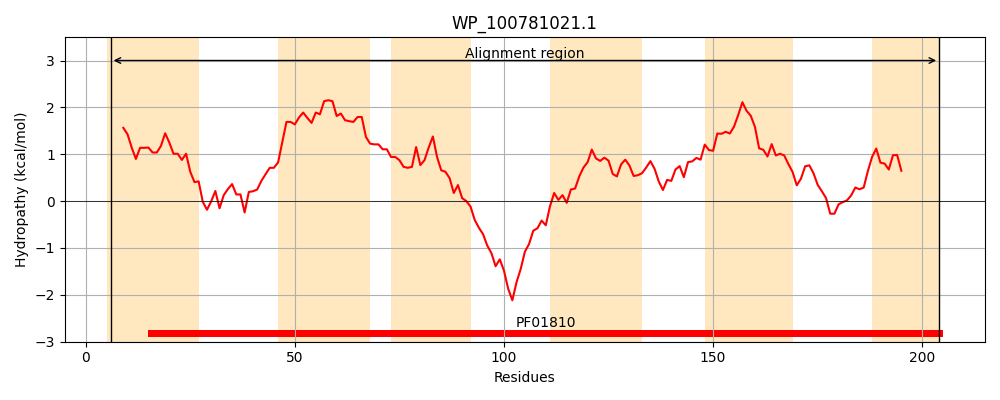 WP_100781021.1
Alignment region
Hydropathy (kcal/mol)
3
2
1
0
−1
−2
−3
PF01810
0 50 100 150 200
Residues